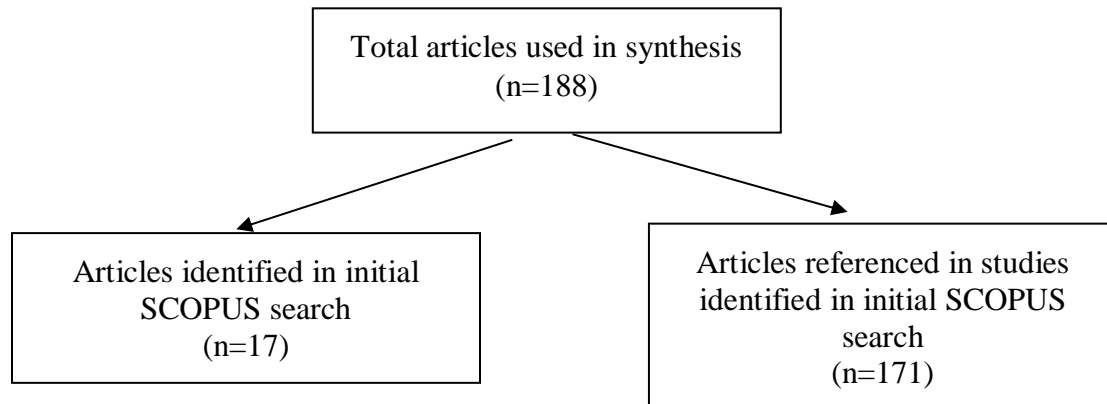 Total articles used in synthesis
(n=188)
Articles identified in initial
SCOPUS search
(n=17)
Articles referenced in studies
identified in initial SCOPUS
search
(n=171)